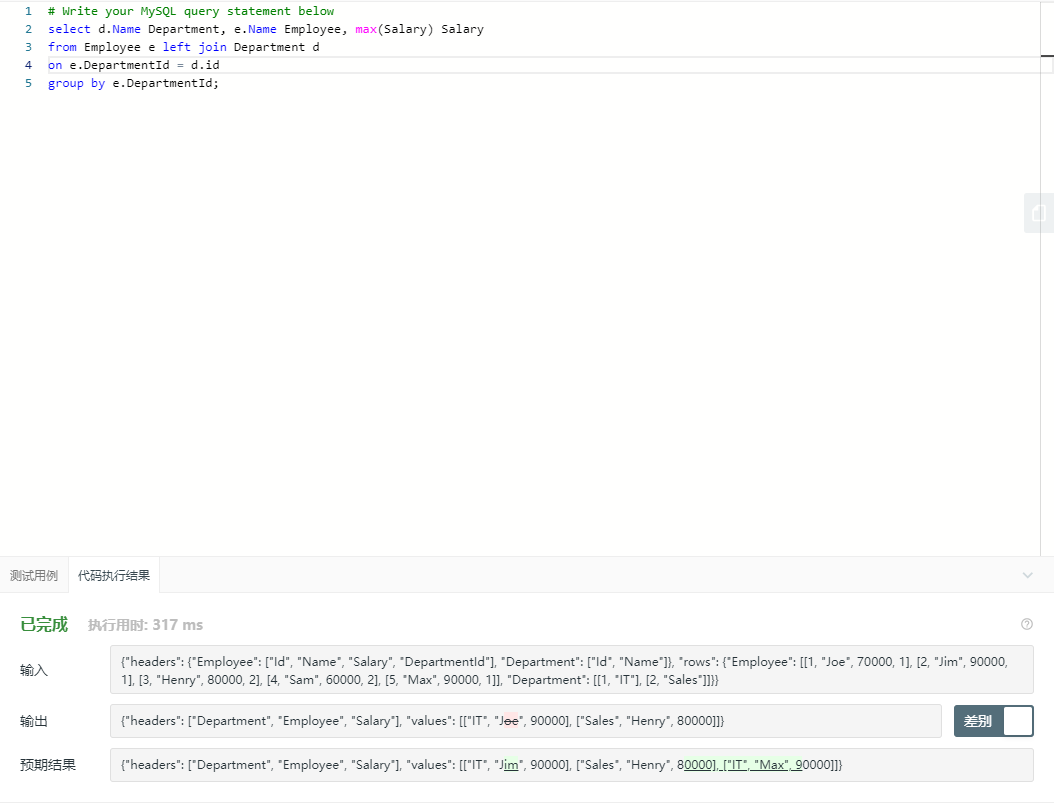 1 # Write your MySQL query statement below
2 select d.Name Department, e.Name Employee, max(Salary) Salary
3 from Employee e left join Department d
4 on e.DepartmentId = d.id
5 group by e.DepartmentId;
测试用例 代码执行结果
已完成 执行用时: 317 ms
输入
{"headers": {"Employee": ["Id", "Name", "Salary", "DepartmentId"], "Department": ["Id", "Name"]}, "rows": {"Employee": [[1, "Joe", 70000, 1], [2, "Jim", 90000,
1], [3, "Henry", 80000, 2], [4, "Sam", 60000, 2], [5, "Max", 90000, 1]], "Department": [[1, "IT"], [2, "Sales"]]}}
输出 {"headers": ["Department", "Employee", "Salary"], "values": [["IT", "Joe", 90000], ["Sales", "Henry", 80000]]} 差别
预期结果 {"headers": ["Department", "Employee", "Salary"], "values": [["IT", "Jim", 90000], ["Sales", "Henry", 80000], ["IT", "Max", 90000]]}